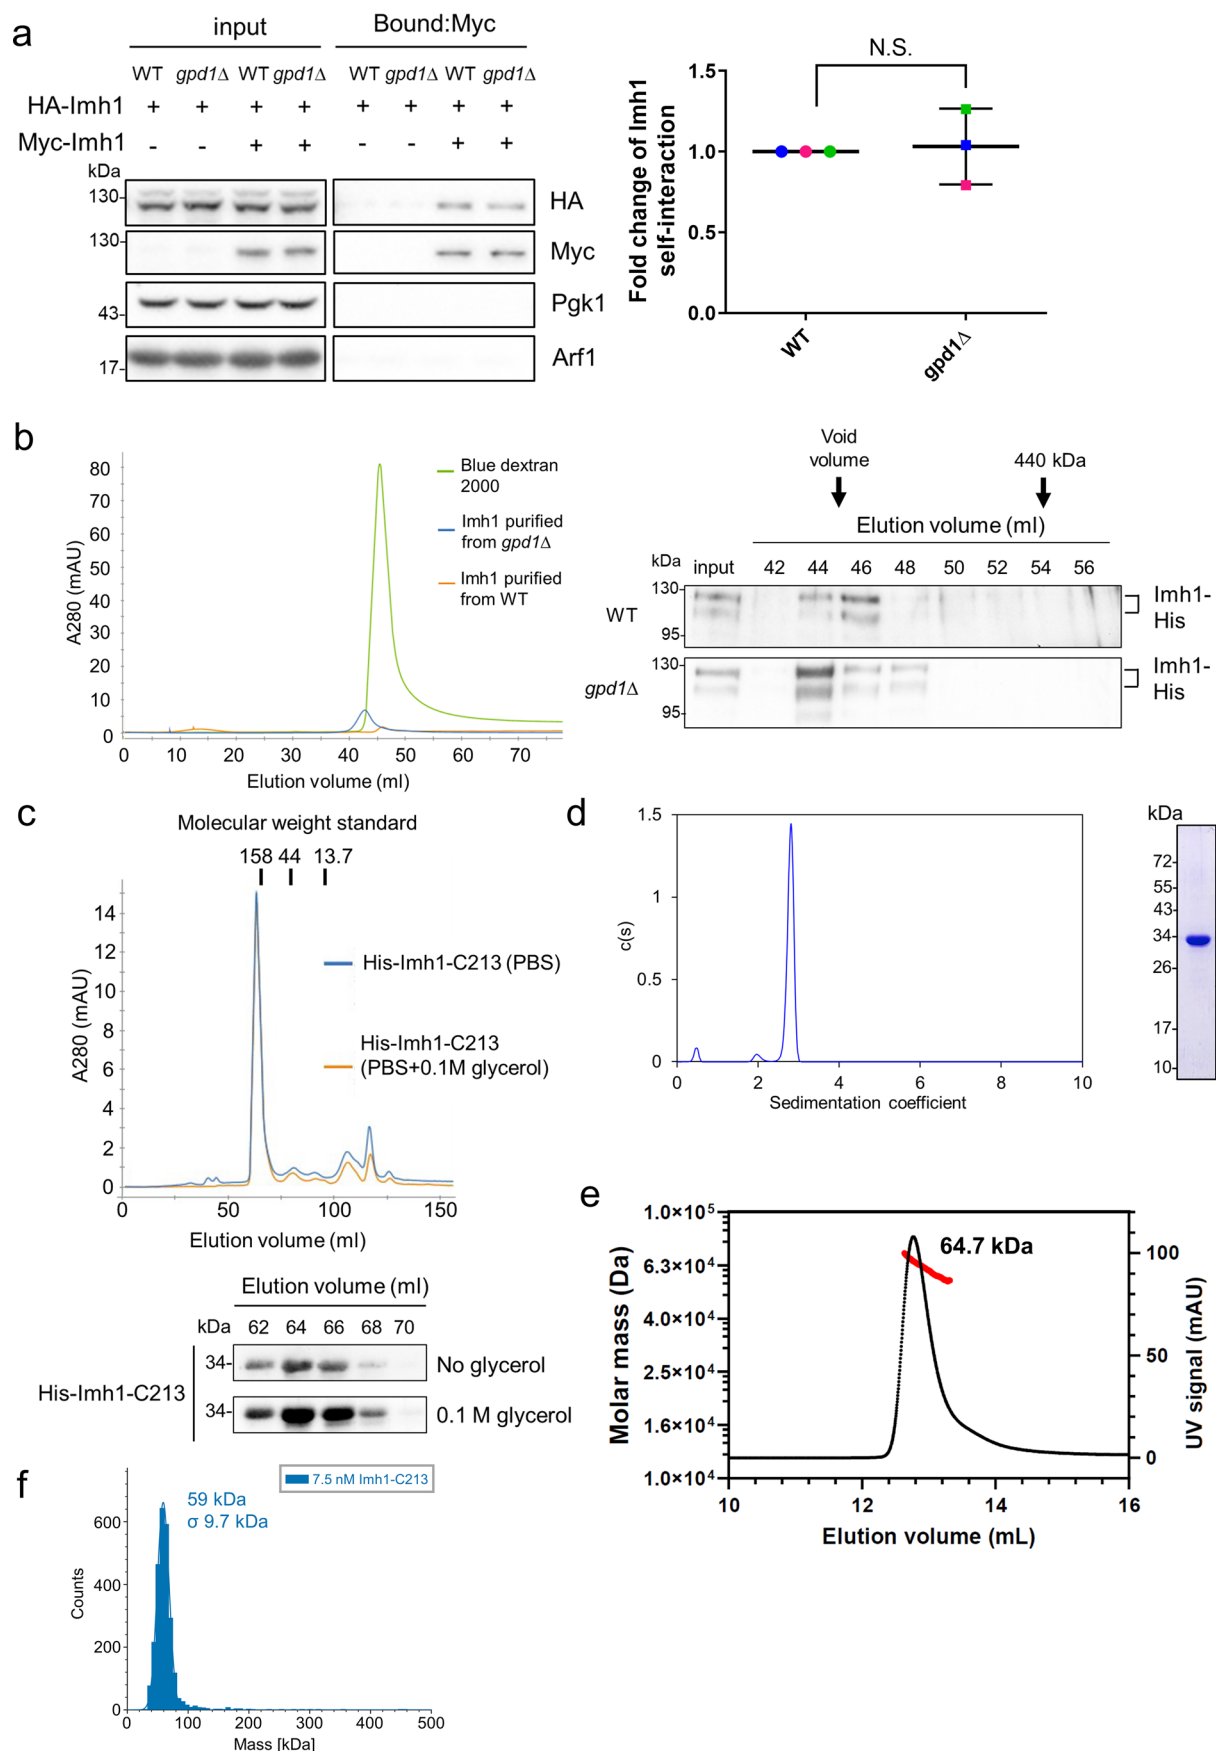 a
input
Bound:Myc
WT gpd1Δ WT gpd1Δ WT gpd1Δ WT gpd1Δ
HA-Imh1 + + + + + + + +
Myc-Imh1 - - + + - - + +
kDa
130-
HA
130-
Myc
43-
Pgk1
17-
Arf1
N.S.
1.5
1.0
0.5
0.0
Fold change of Imh1
self-interaction
WT
gpd1Δ
b
80
70
60
50
40
30
20
10
0
A280 (mAU)
0 10 20 30 40 50 60 70
Elution volume (ml)
Blue dextran
2000
Imh1 purified
from gpd1Δ
Imh1 purified
from WT
Void
volume
440 kDa
Elution volume (ml)
kDa input 42 44 46 48 50 52 54 56
130-
WT
95-
Imh1-
His
130-
gpd1Δ
95-
Imh1-
His
c
Molecular weight standard
158 44 13.7
14
12
10
8
6
4
2
0
A280 (mAU)
His-Imh1-C213 (PBS)
His-Imh1-C213
(PBS+0.1M glycerol)
0 50 100 150
Elution volume (ml)
Elution volume (ml)
kDa 62 64 66 68 70
34- No glycerol
His-Imh1-C213
34- 0.1 M glycerol
d
1.5
1
0.5
0
c(s)
0 2 4 6 8 10
Sedimentation coefficient
kDa
72-
55-
43-
34-
26-
17-
10-
e
1.0×10⁵
6.3×10⁴
4.0×10⁴
2.5×10⁴
1.6×10⁴
1.0×10⁴
Molar mass (Da)
64.7 kDa
100
50
0
UV signal (mAU)
10 12 14 16
Elution volume (mL)
f
7.5 nM Imh1-C213
59 kDa
σ 9.7 kDa
600
400
200
0
Counts
0 100 200 300 400 500
Mass [kDa]